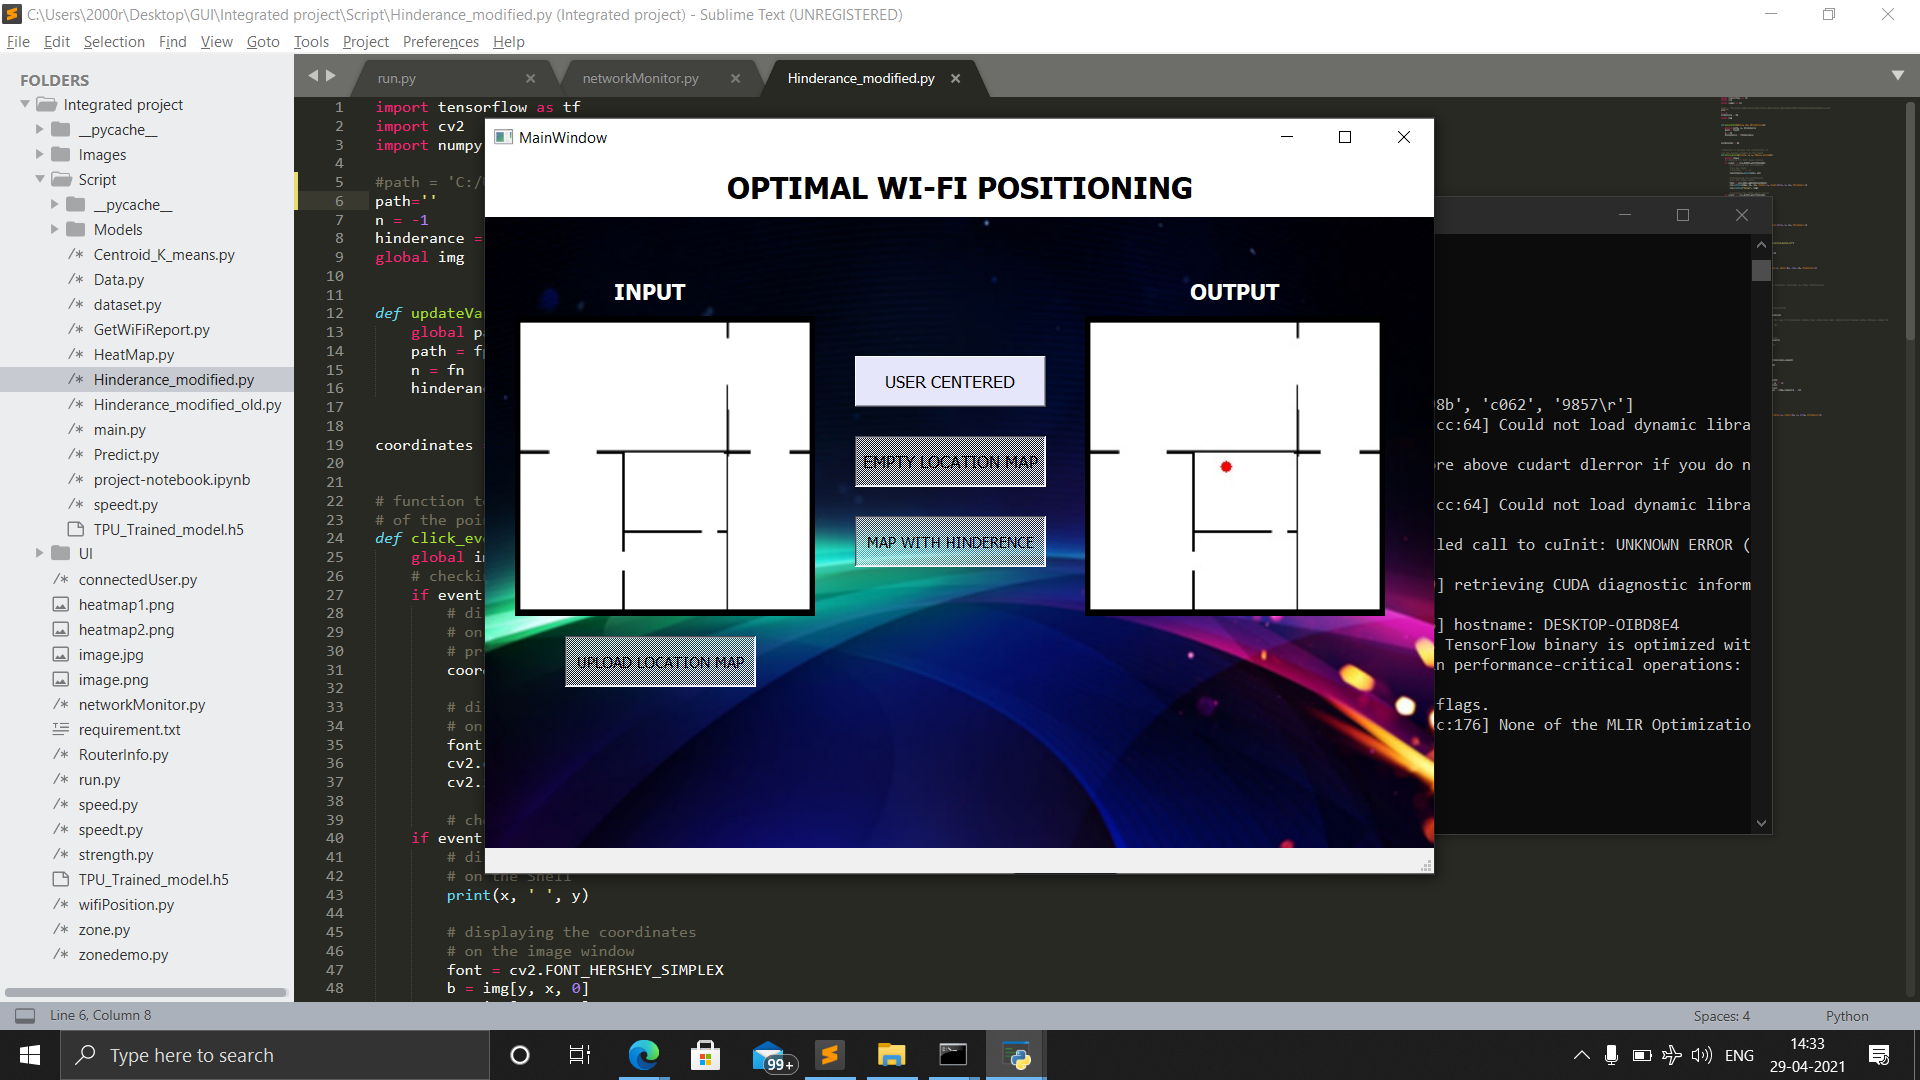 C:\Users\2000r\Desktop\GUI\Integrated project\Script\Hinderance_modified.py (Integrated project) - Sublime Text (UNREGISTERED)
File Edit Selection Find View Goto Tools Project Preferences Help
FOLDERS
Integrated project
__pycache__
Images
Script
__pycache__
Models
Centroid_K_means.py
Data.py
dataset.py
GetWiFiReport.py
HeatMap.py
Hinderance_modified.py
Hinderance_modified_old.py
main.py
Predict.py
project-notebook.ipynb
speedt.py
TPU_Trained_model.h5
UI
connectedUser.py
heatmap1.png
heatmap2.png
image.jpg
image.png
networkMonitor.py
requirement.txt
RouterInfo.py
run.py
speed.py
speedt.py
strength.py
TPU_Trained_model.h5
wifiPosition.py
zone.py
zonedemo.py
run.py
networkMonitor.py
Hinderance_modified.py
1 import tensorflow as tf
2 import cv2
3 import numpy
4
5 #path = 'C:/
6 path=''
7 n = -1
8 hinderance =
9 global img
10
11
12 def updateVa
13 global p
14 path = f
15 n = fn
16 hinderan
17
18
19 coordinates =
20
21
22 # function t
23 # of the poi
24 def click_ev
25 global i
26 # checki
27 if event
28 # di
29 # on
30 # pr
31 coor
32
33 # di
34 # on
35 font
36 cv2.
37 cv2.
38
39 # ch
40 if event
41 # di
42 # on the Shell
43 print(x, ' ', y)
44
45 # displaying the coordinates
46 # on the image window
47 font = cv2.FONT_HERSHEY_SIMPLEX
48 b = img[y, x, 0]
MainWindow
OPTIMAL WI-FI POSITIONING
INPUT
OUTPUT
USER CENTERED
EMPTY LOCATION MAP
MAP WITH HINDERENCE
UPLOAD LOCATION MAP
8b', 'c062', '9857\r']
cc:64] Could not load dynamic libra
re above cudart dlerror if you do n
cc:64] Could not load dynamic libra
led call to cuInit: UNKNOWN ERROR (
] retrieving CUDA diagnostic inform
] hostname: DESKTOP-OIBD8E4
TensorFlow binary is optimized wit
n performance-critical operations:
flags.
c:176] None of the MLIR Optimizatio
Line 6, Column 8
Spaces: 4
Python
Type here to search
99+
ENG
14:33
29-04-2021